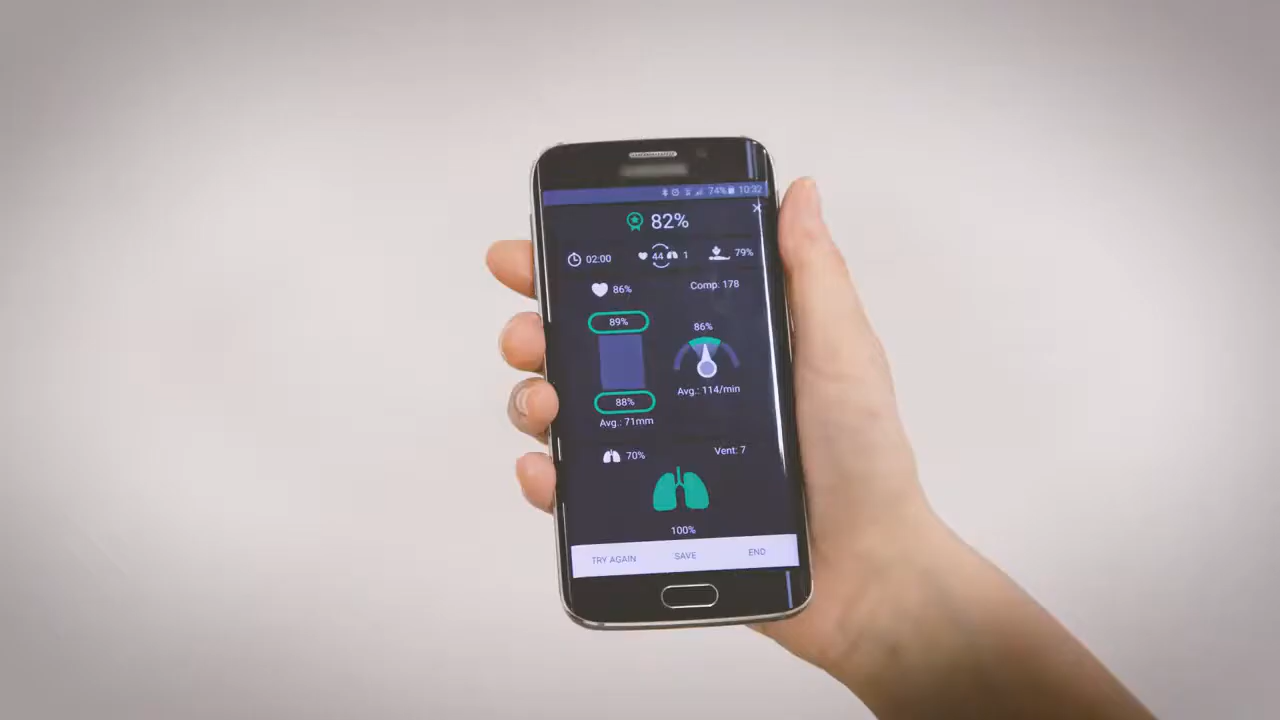 74% 10:32
82%
02:00 44 1 79%
86% Comp. 178
89% 86%
88% Avg.: 114/min
Avg.: 71mm
70% Vent: 7
100%
TRY AGAIN SAVE END